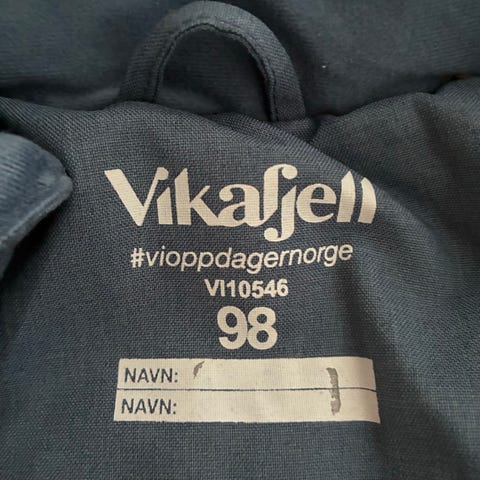 Vikafjell
#vioppdagernorge
VI10546
98
NAVN:
NAVN: